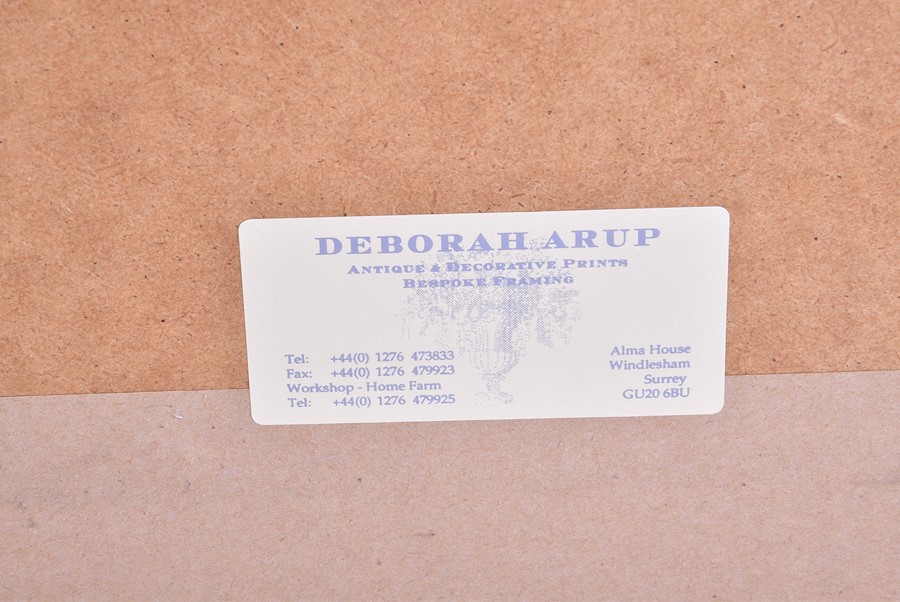 DEBORAH ARUP
ANTIQUE & DECORATIVE PRINTS
BESPOKE FRAMING
Tel: +44(0) 1276 473833
Fax: +44(0) 1276 479923
Workshop - Home Farm
Tel: +44(0) 1276 479925
Alma House
Windlesham
Surrey
GU20 6BU